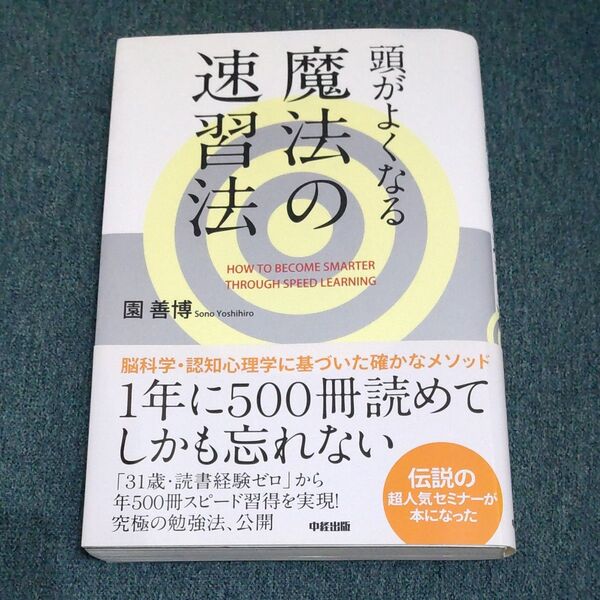 頭がよくなる
魔法の
速習法
HOW TO BECOME SMARTER
THROUGH SPEED LEARNING
園 善博 Sono Yoshihiro
脳科学・認知心理学に基づいた確かなメソッド
1年に500冊読めて
しかも忘れない
「31歳・読書経験ゼロ」から
年500冊スピード習得を実現!
究極の勉強法、公開
中経出版
伝説の
超人気セミナーが
本になった